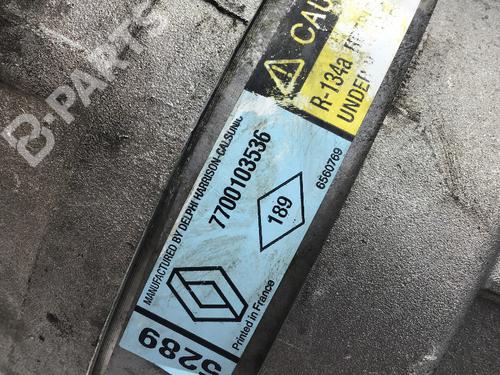 B-PARTS
CAU
R-134a
UNDER
MANUFACTURED BY DELPHI HARRISON-CALSONIC
7700103536
189
6560769
Printed in France
5289